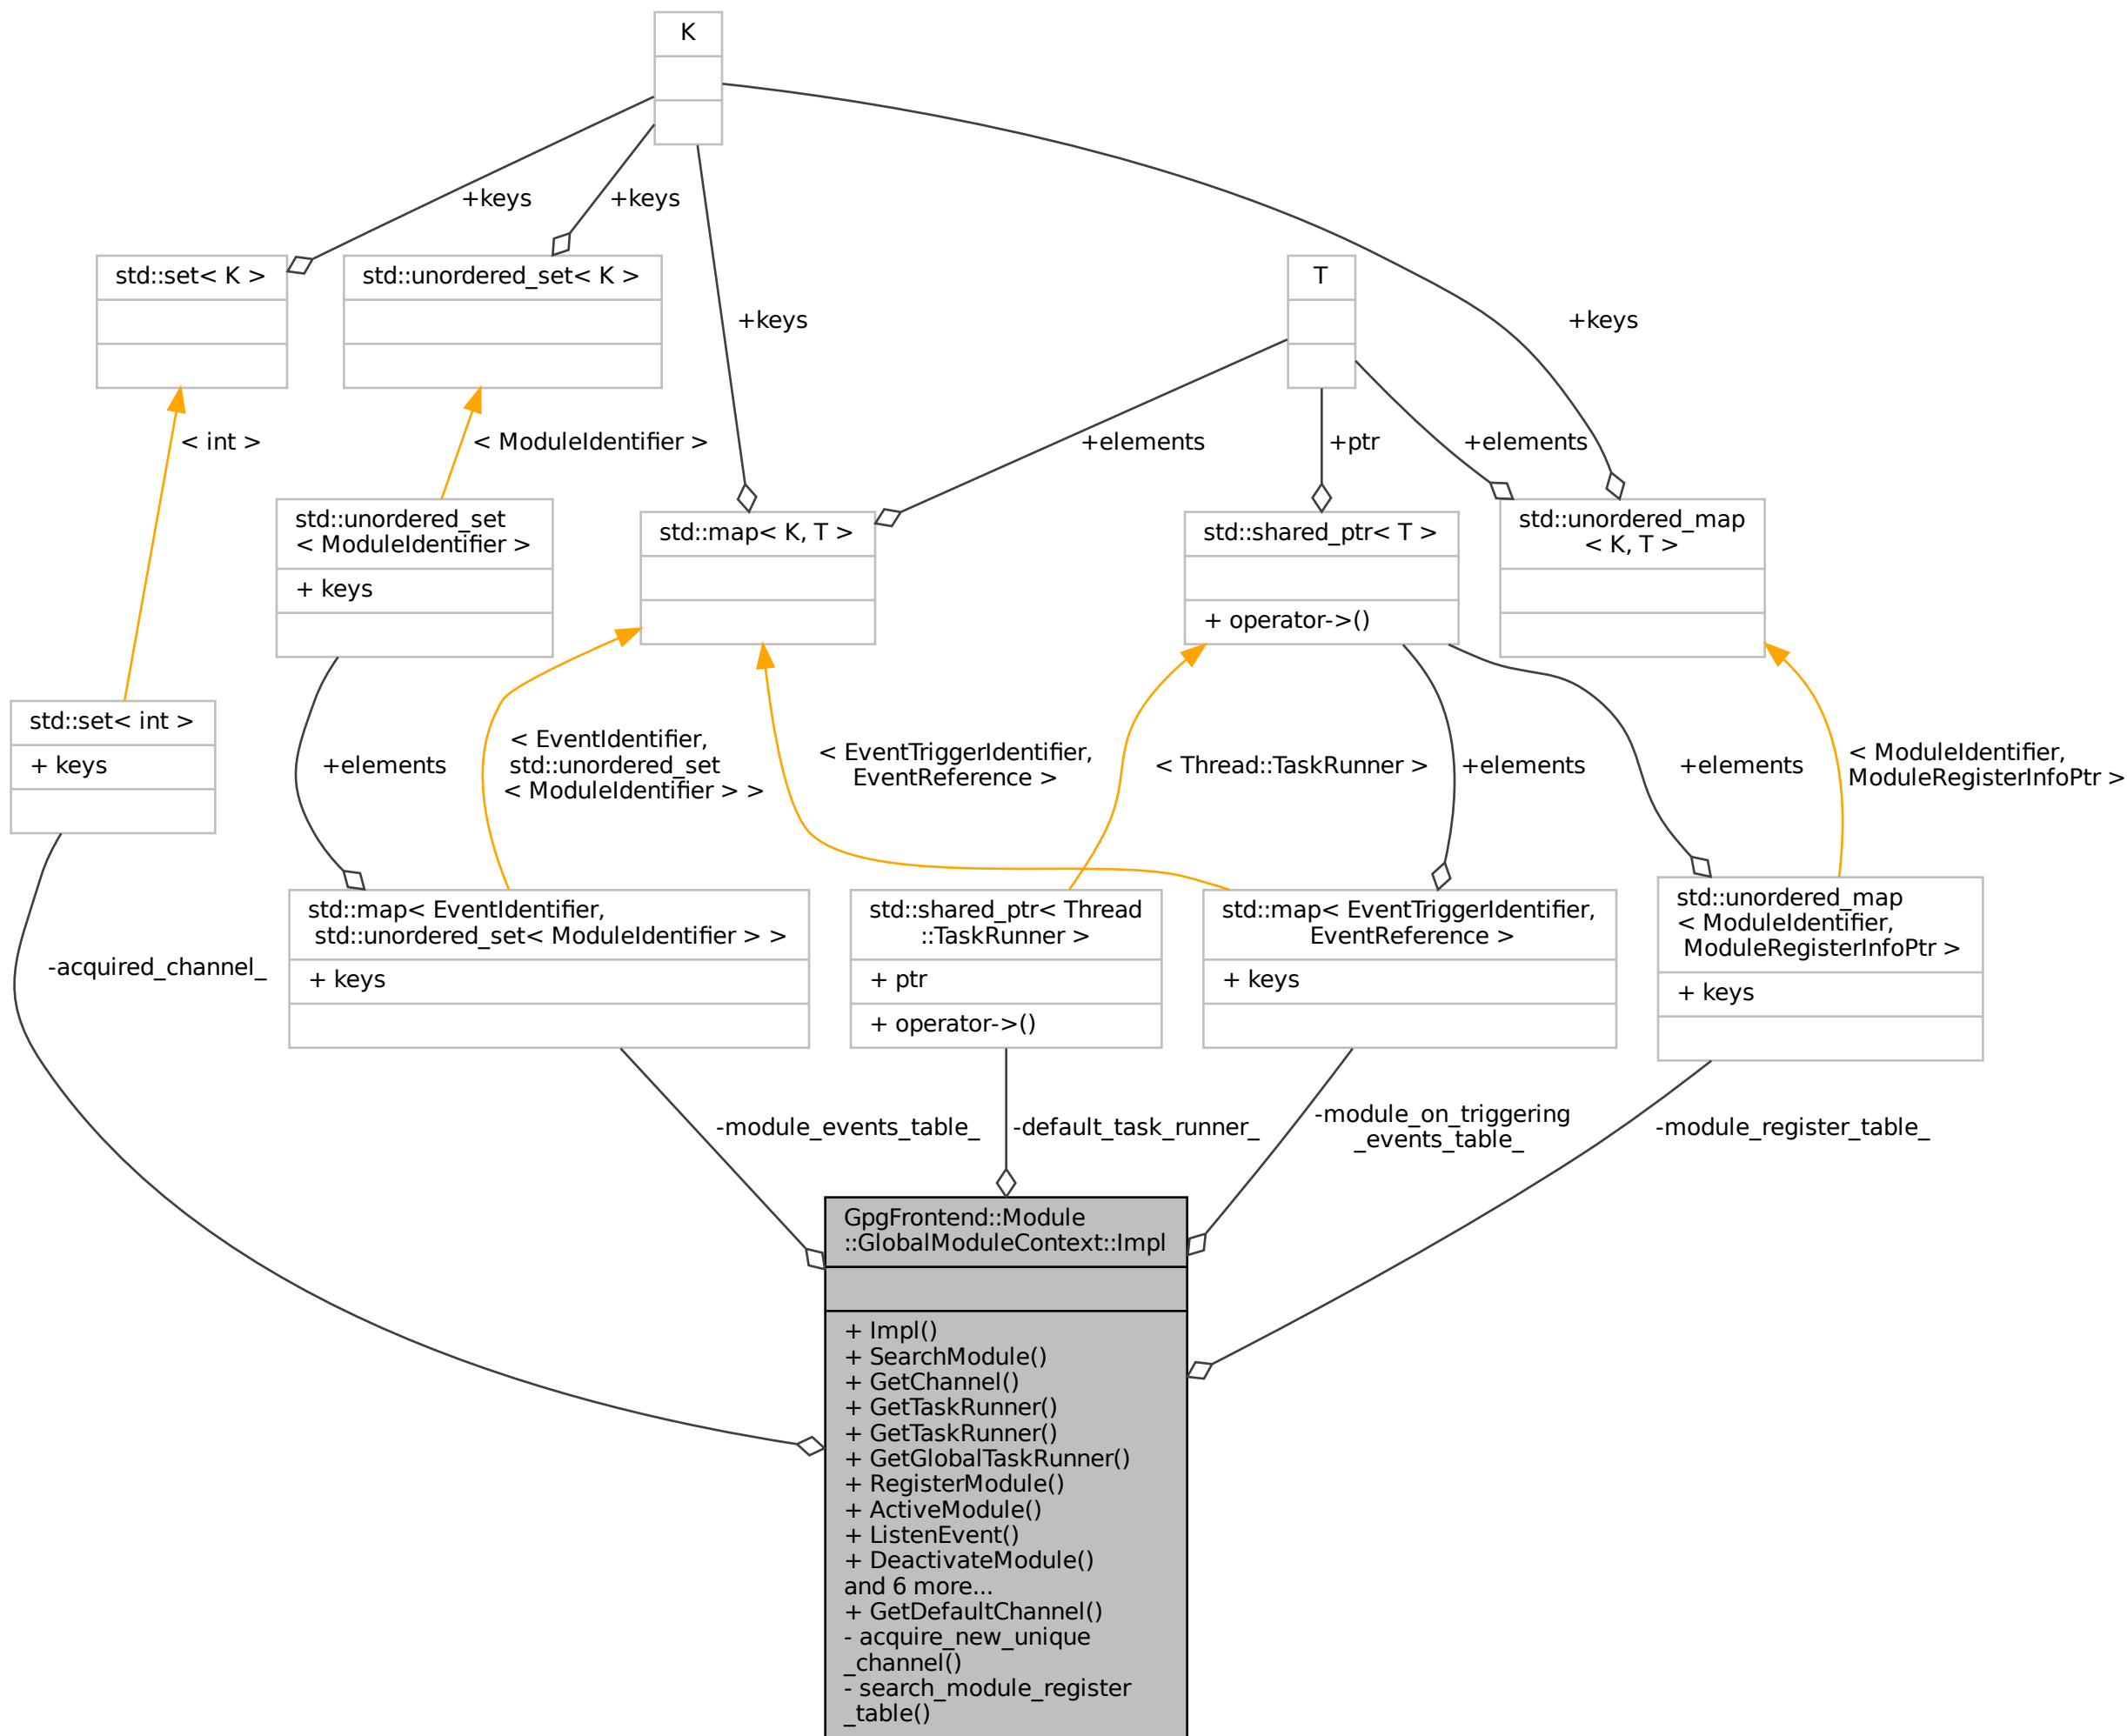 K
+keys
+keys
std::set< K >
std::unordered_set< K >
T
+keys
+keys
< int >
< ModuleIdentifier >
+elements
+ptr
+elements
std::unordered_set
< ModuleIdentifier >
+ keys
std::map< K, T >
std::shared_ptr< T >
+ operator->()
std::unordered_map
< K, T >
std::set< int >
+ keys
+elements
< EventIdentifier,
std::unordered_set
< ModuleIdentifier > >
< EventTriggerIdentifier,
EventReference >
< Thread::TaskRunner >
+elements
+elements
< ModuleIdentifier,
ModuleRegisterInfoPtr >
-acquired_channel_
std::map< EventIdentifier,
std::unordered_set< ModuleIdentifier > >
+ keys
std::shared_ptr< Thread
::TaskRunner >
+ ptr
+ operator->()
std::map< EventTriggerIdentifier,
EventReference >
+ keys
std::unordered_map
< ModuleIdentifier,
ModuleRegisterInfoPtr >
+ keys
-module_events_table_
-default_task_runner_
-module_on_triggering
_events_table_
-module_register_table_
GpgFrontend::Module
::GlobalModuleContext::Impl
+ Impl()
+ SearchModule()
+ GetChannel()
+ GetTaskRunner()
+ GetTaskRunner()
+ GetGlobalTaskRunner()
+ RegisterModule()
+ ActiveModule()
+ ListenEvent()
+ DeactivateModule()
and 6 more...
+ GetDefaultChannel()
- acquire_new_unique
_channel()
- search_module_register
_table()